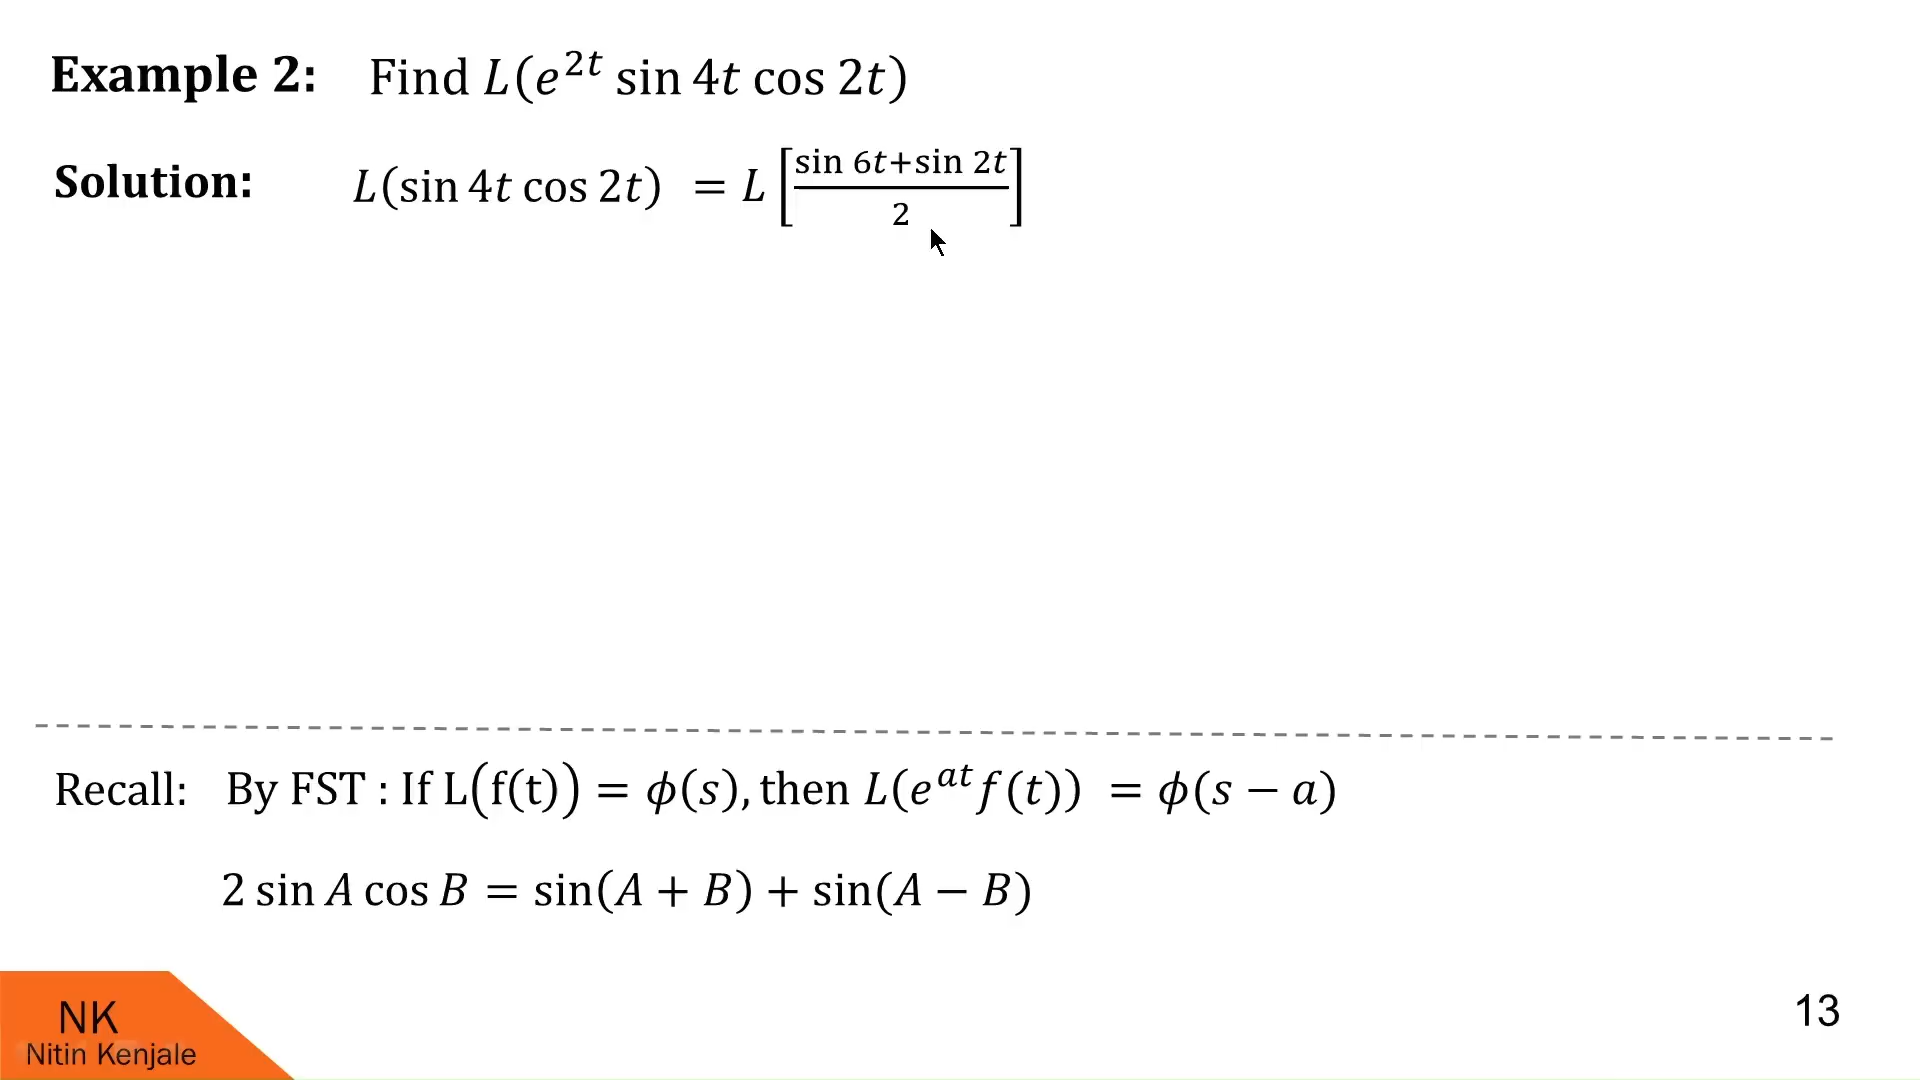 Example 2: Find L(e^{2t} sin 4t cos 2t)
Solution: L(sin 4t cos 2t) = L[\frac{sin 6t+sin 2t}{2}]
Recall: By FST : If L(f(t)) = ϕ(s), then L(e^{at}f(t)) = ϕ(s − a)
2 sin A cos B = sin(A + B) + sin(A − B)
NK
Nitin Kenjale
13